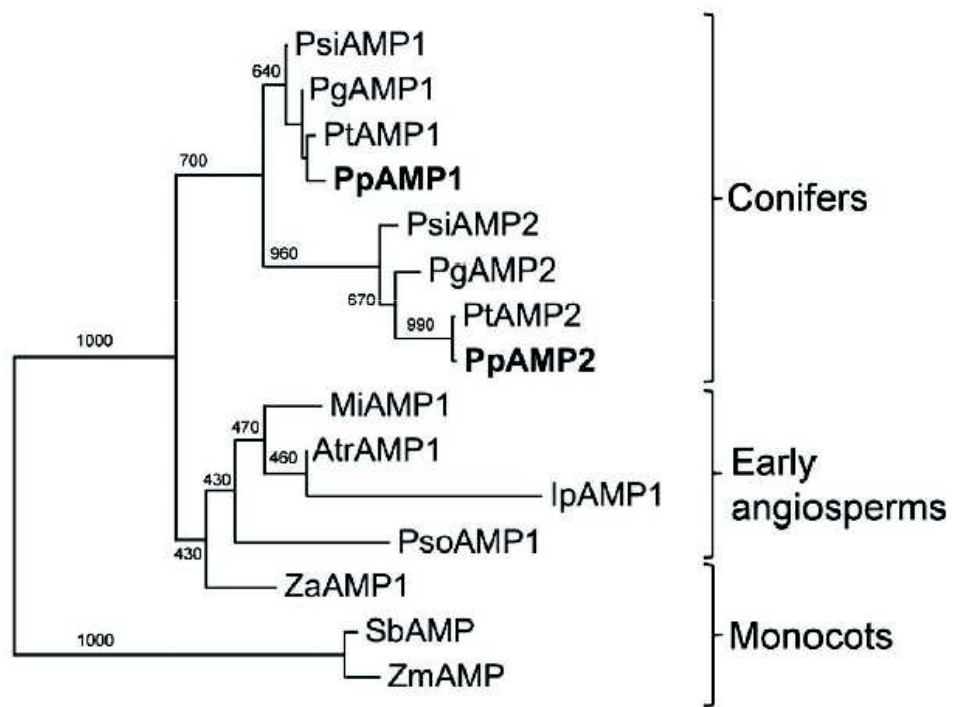 PsiAMP1
640
PgAMP1
PtAMP1
700
PpAMP1
Conifers
PsiAMP2
960
PgAMP2
670
PtAMP2
990
1000
PpAMP2
MiAMP1
470
AtrAMP1
460
Early
430
IpAMP1
angiosperms
PsoAMP1
430
ZaAMP1
SbAMP
1000
Monocots
ZmAMP